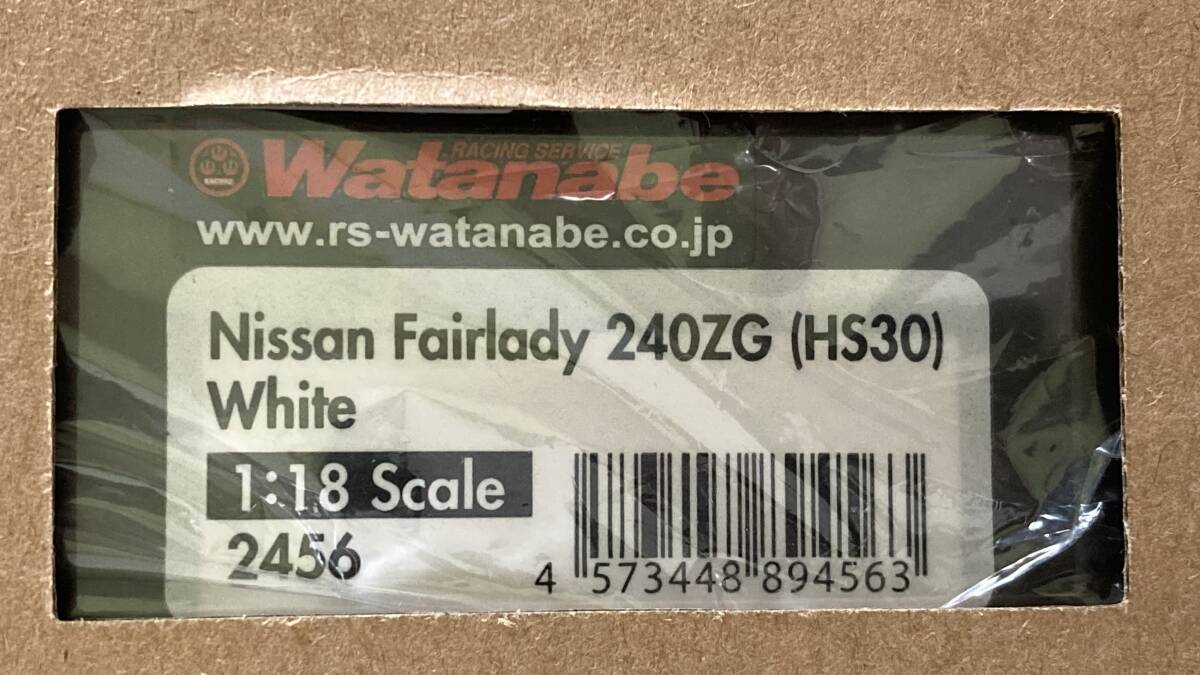 RACING SERVICE
Watanabe
www.rs-watanabe.co.jp
Nissan Fairlady 240ZG (HS30)
White
1:18 Scale
2456
4 573448 894563